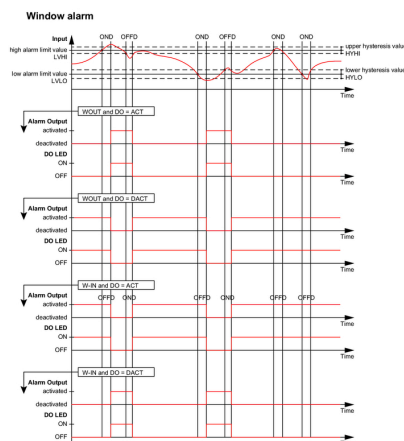 Window alarm
Input OND OFFD OND OFFD OND OND
high alarm limit value
LVHI
upper hysteresis value
HYHI
low alarm limit value
LVLO
lower hysteresis value
HYLO
Time
WOUT and DO = ACT
Alarm Output
activated
deactivated
Time
DO LED
ON
OFF
Time
WOUT and DO = DACT
Alarm Output
activated
deactivated
Time
DO LED
ON
OFF
Time
W-IN and DO = ACT
Alarm Output OFFD OND OFFD OND OFFD OFFD
activated
deactivated
Time
DO LED
ON
OFF
Time
W-IN and DO = DACT
Alarm Output
activated
deactivated
Time
DO LED
ON
OFF
Time